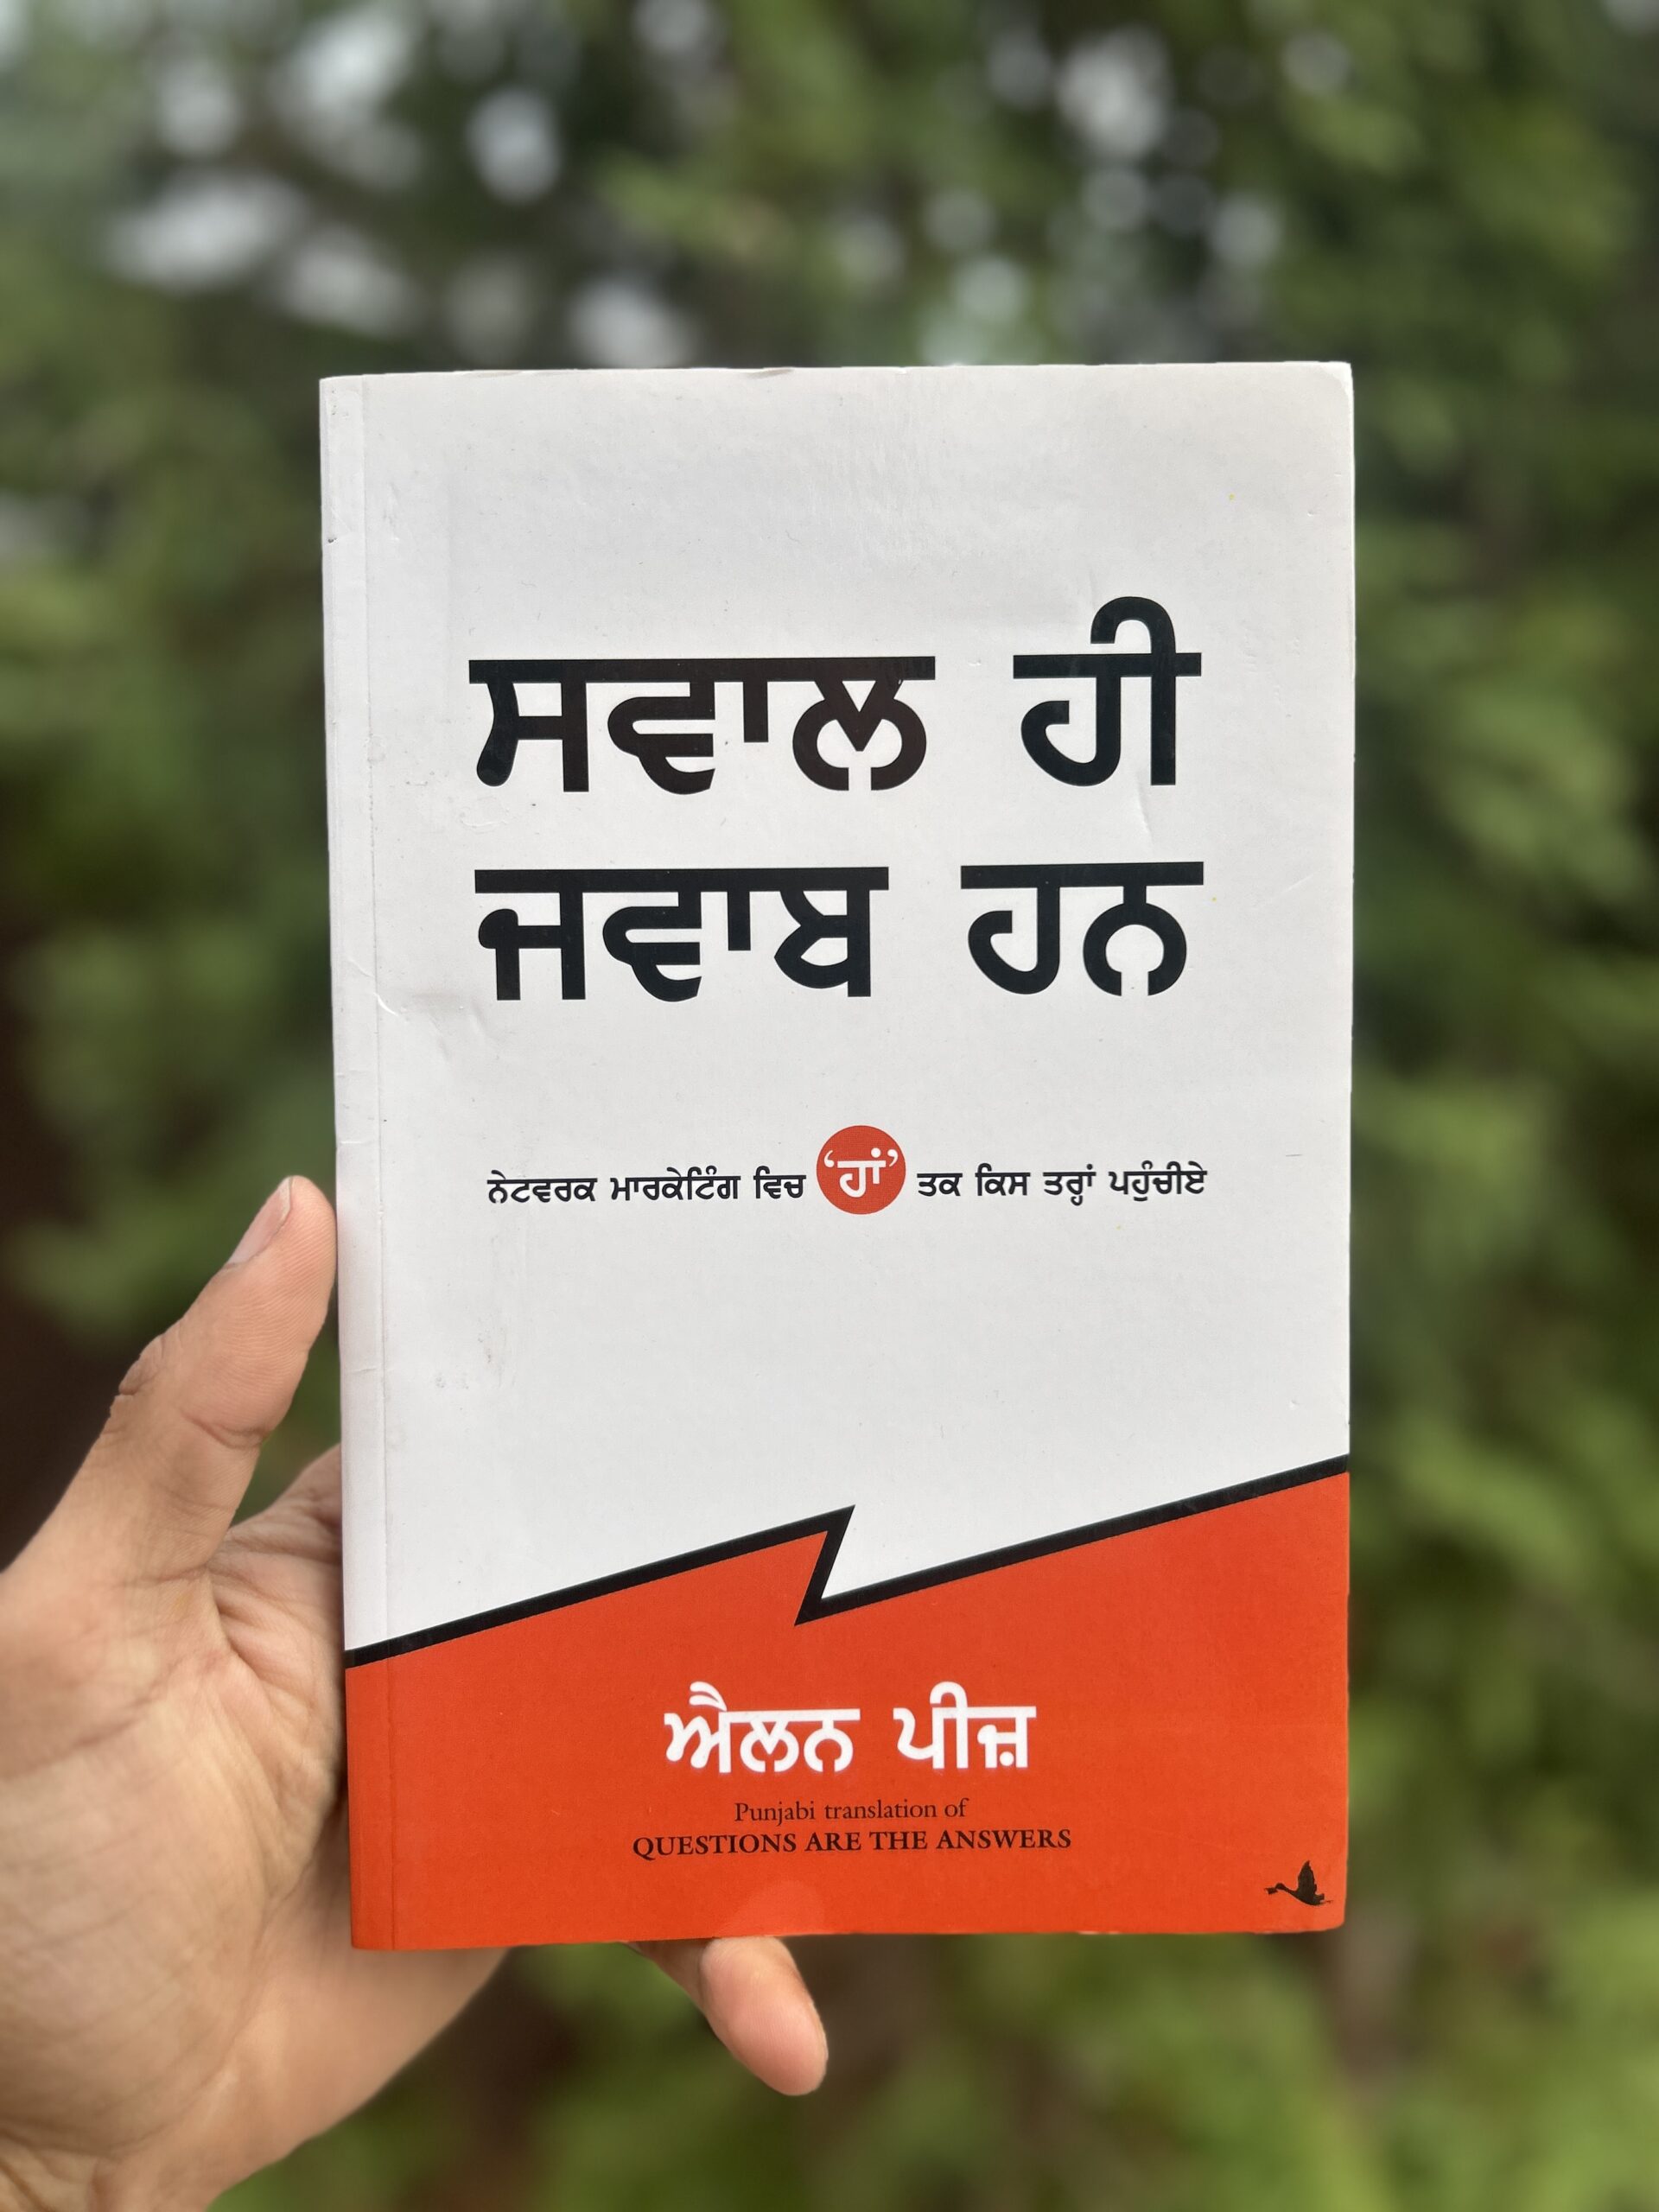 ਸਵਾਲ ਹੀ
ਜਵਾਬ ਹਨ
ਨੇਟਵਰਕ ਮਾਰਕੇਟਿੰਗ ਵਿਚ ‘ਹਾਂ’ ਤਕ ਕਿਸ ਤਰ੍ਹਾਂ ਪਹੁੰਚੀਏ
ਐਲਨ ਪੀਜ਼
Punjabi translation of
QUESTIONS ARE THE ANSWERS